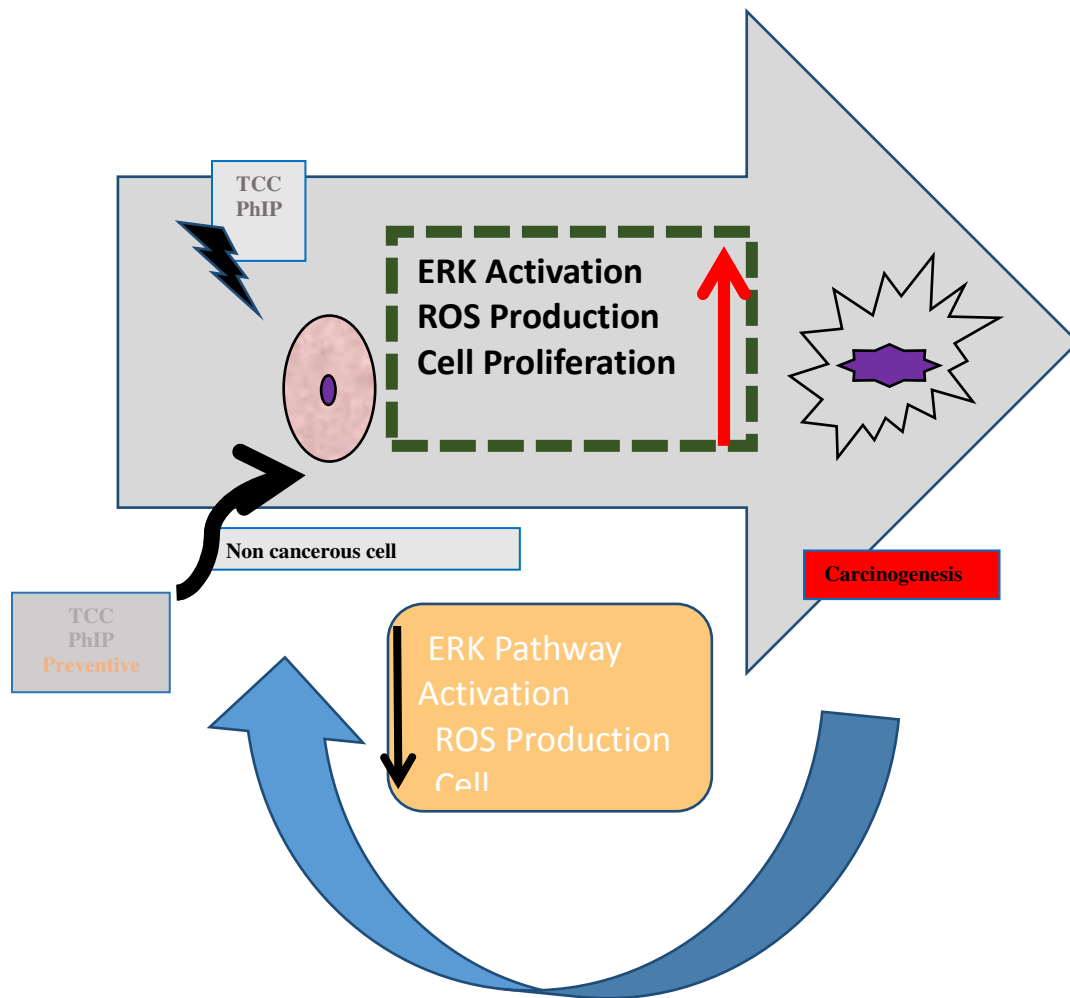 TCC
PhIP
ERK Activation
ROS Production
Cell Proliferation
Non cancerous cell
Carcinogenesis
TCC
PhIP
Preventive
ERK Pathway
Activation
ROS Production
Cell